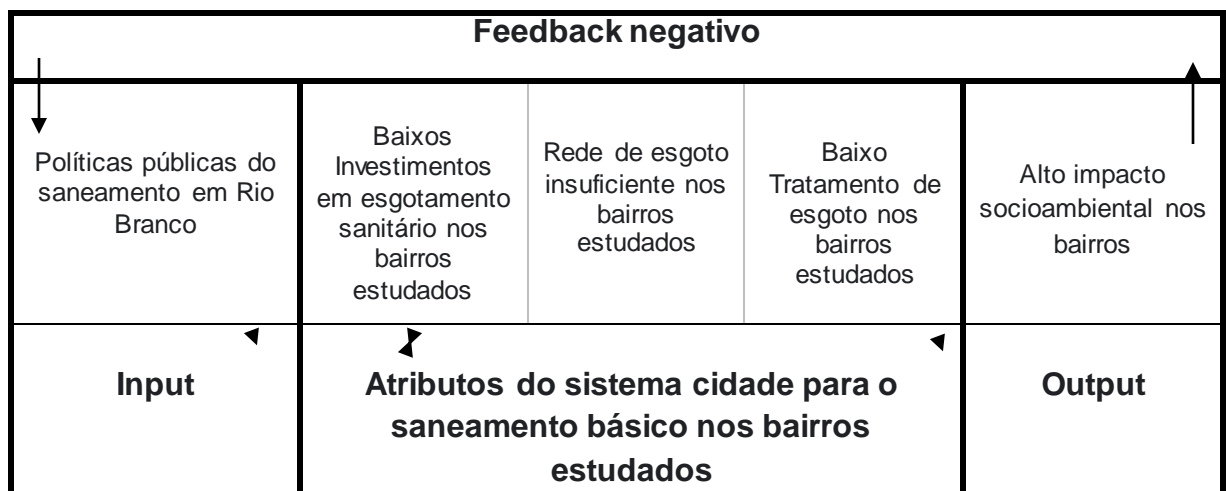 Feedback negativo
Políticas públicas do
saneamento em Rio
Branco
Baixos
Investimentos
em esgotamento
sanitário nos
bairros
estudados
Rede de esgoto
insuficiente nos
bairros
estudados
Baixo
Tratamento de
esgoto nos
bairros
estudados
Alto impacto
socioambiental nos
bairros
Input
Atributos do sistema cidade para o
saneamento básico nos bairros
estudados
Output